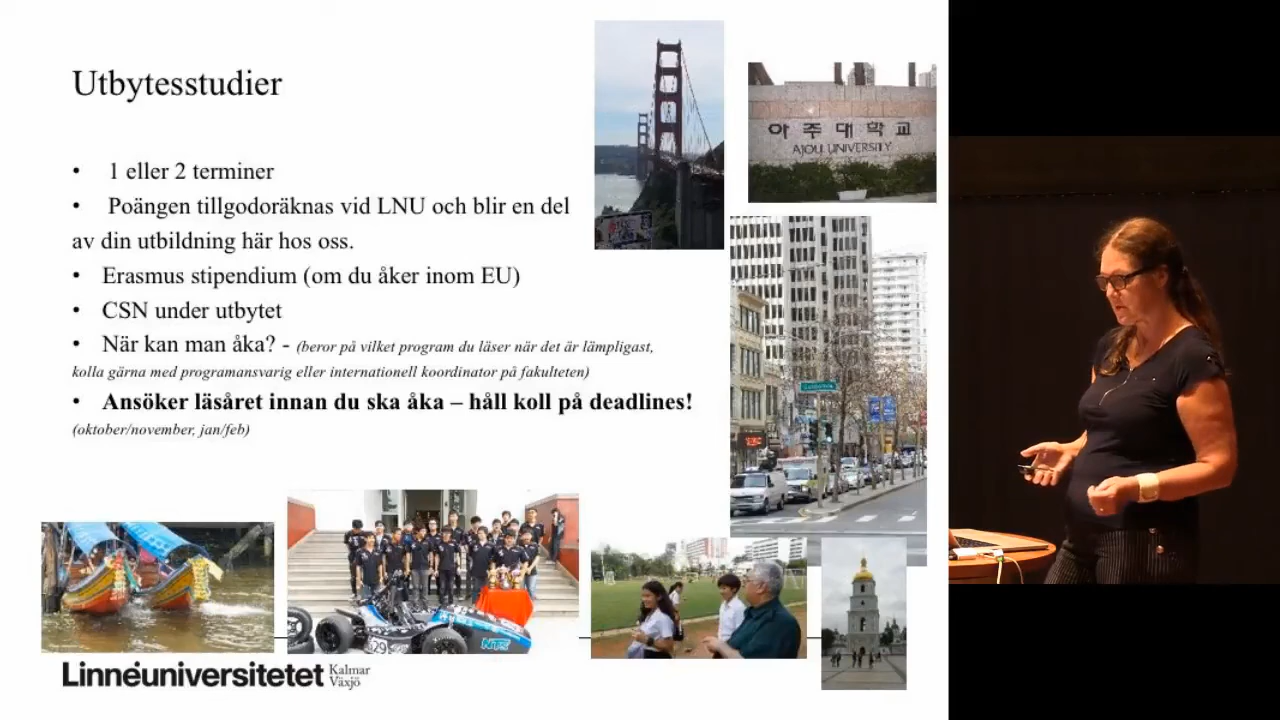 Utbytesstudier
• 1 eller 2 terminer
• Poängen tillgodoräknas vid LNU och blir en del
av din utbildning här hos oss.
• Erasmus stipendium (om du åker inom EU)
• CSN under utbytet
• När kan man åka? - (beror på vilket program du läser när det är lämpligast,
kolla gärna med programansvarig eller internationell koordinator på fakulteten)
• Ansöker läsåret innan du ska åka – håll koll på deadlines!
(oktober/november, jan/feb)
아주대학교
AJOU UNIVERSITY
Linnéuniversitetet
Kalmar
Växjö